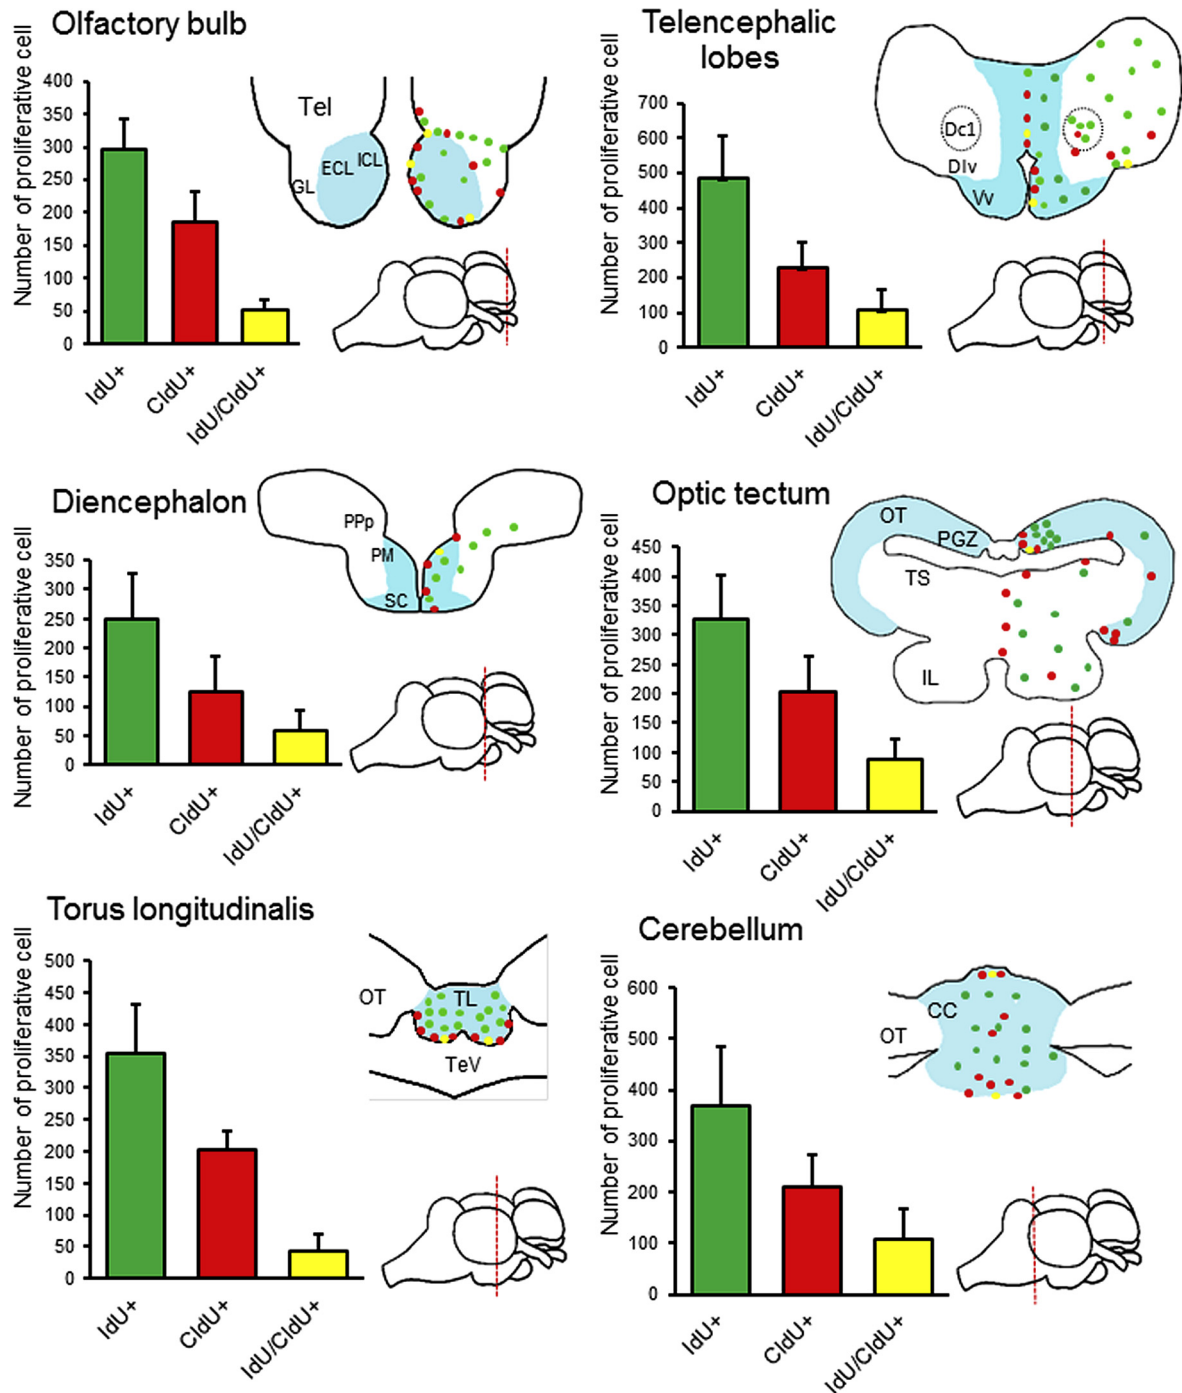 Olfactory bulb
Number of proliferative cell
400
350
300
250
200
150
100
50
0
IdU+
CldU+
IdU/CldU+
Tel
ICL
ECL
GL
Telencephalic
lobes
Number of proliferative cell
700
600
500
400
300
200
100
0
IdU+
CldU+
IdU/CldU+
Dc1
Dlv
Vv
Diencephalon
Number of proliferative cell
350
300
250
200
150
100
50
0
IdU+
CldU+
IdU/CldU+
PPp
PM
SC
Optic tectum
Number of proliferative cell
450
400
350
300
250
200
150
100
50
0
IdU+
CldU+
IdU/CldU+
OT
PGZ
TS
IL
Torus longitudinalis
Number of proliferative cell
500
450
400
350
300
250
200
150
100
50
0
IdU+
CldU+
IdU/CldU+
OT
TL
TeV
Cerebellum
Number of proliferative cell
600
500
400
300
200
100
0
IdU+
CldU+
IdU/CldU+
CC
OT